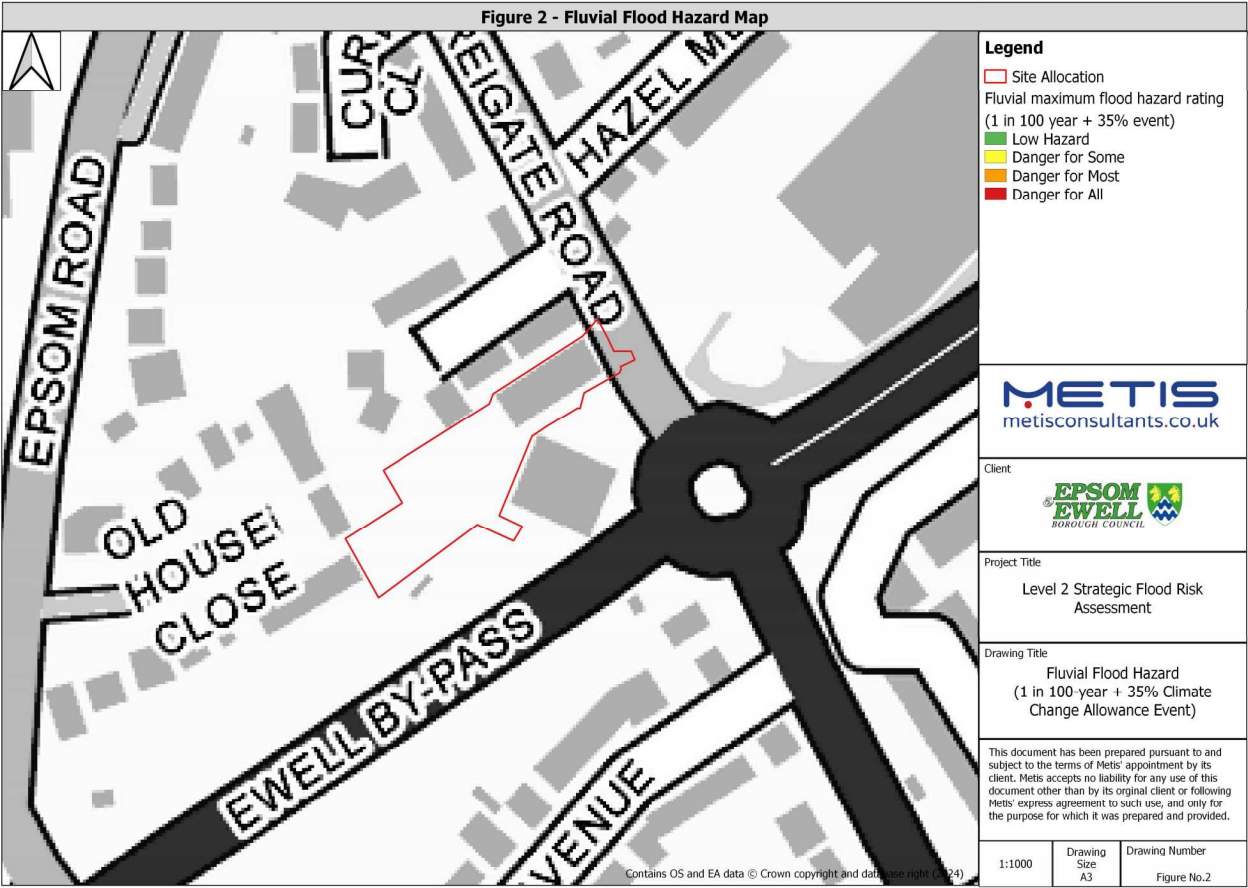 Figure 2 - Fluvial Flood Hazard Map
CUR
CL
REIGATE ROAD
HAZEL
EPSOM ROAD
OLD
HOUSE
CLOSE
EWELL BY-PASS
VENUE
Contains OS and EA data © Crown copyright and database right (2024)
Legend
Site Allocation
Fluvial maximum flood hazard rating
(1 in 100 year + 35% event)
Low Hazard
Danger for Some
Danger for Most
Danger for All
METIS
metisconsultants.co.uk
Client
EPSOM
& EWELL
BOROUGH COUNCIL
Project Title
Level 2 Strategic Flood Risk
Assessment
Drawing Title
Fluvial Flood Hazard
(1 in 100-year + 35% Climate
Change Allowance Event)
This document has been prepared pursuant to and
subject to the terms of Metis' appointment by its
client. Metis accepts no liability for any use of this
document other than by its orginal client or following
Metis' express agreement to such use, and only for
the purpose for which it was prepared and provided.
1:1000
Drawing
Size
A3
Drawing Number
Figure No.2